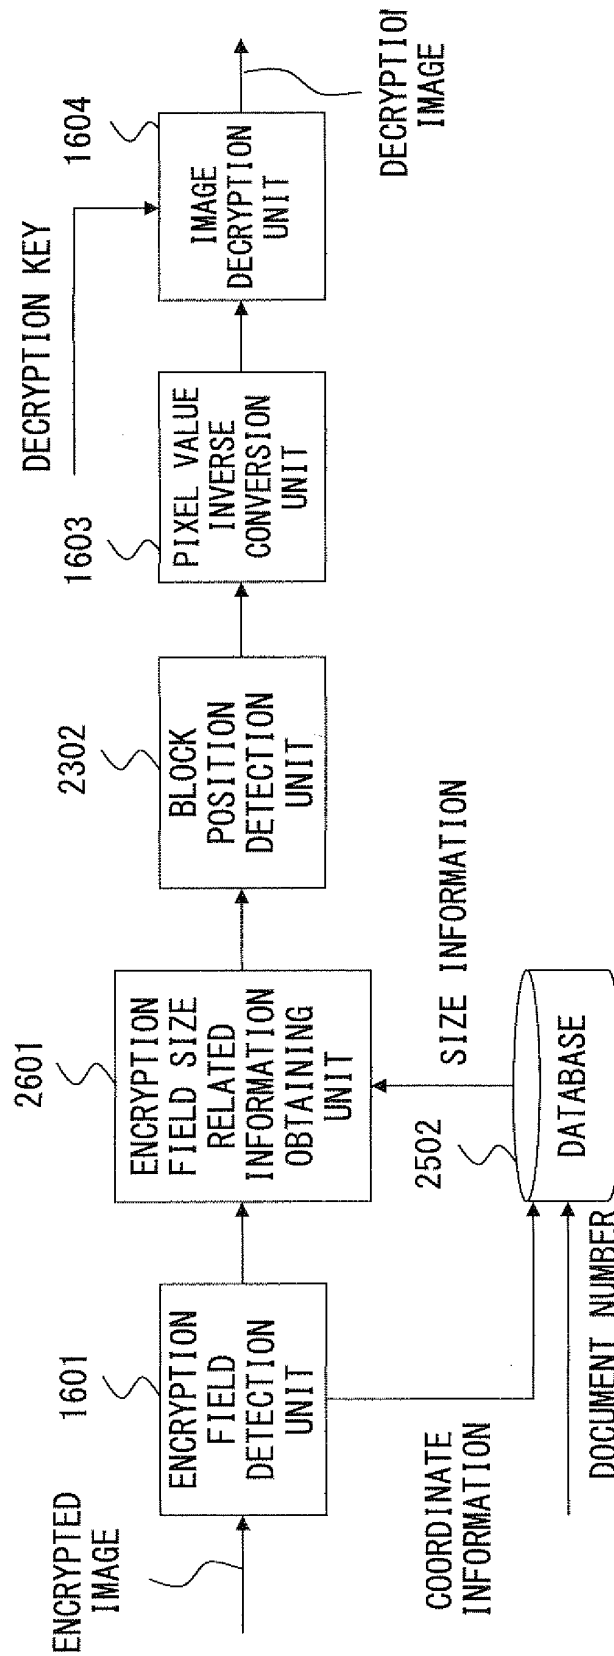 ENCRYPTED
IMAGE
1601
ENCRYPTION
FIELD
DETECTION
UNIT
COORDINATE
INFORMATION
DOCUMENT NUMBER
2601
ENCRYPTION
FIELD SIZE
RELATED
INFORMATION
OBTAINING
UNIT
SIZE INFORMATION
2502
DATABASE
2302
BLOCK
POSITION
DETECTION
UNIT
1603
PIXEL VALUE
INVERSE
CONVERSION
UNIT
DECRYPTION KEY
1604
IMAGE
DECRYPTION
UNIT
DECRYPTION
IMAGE